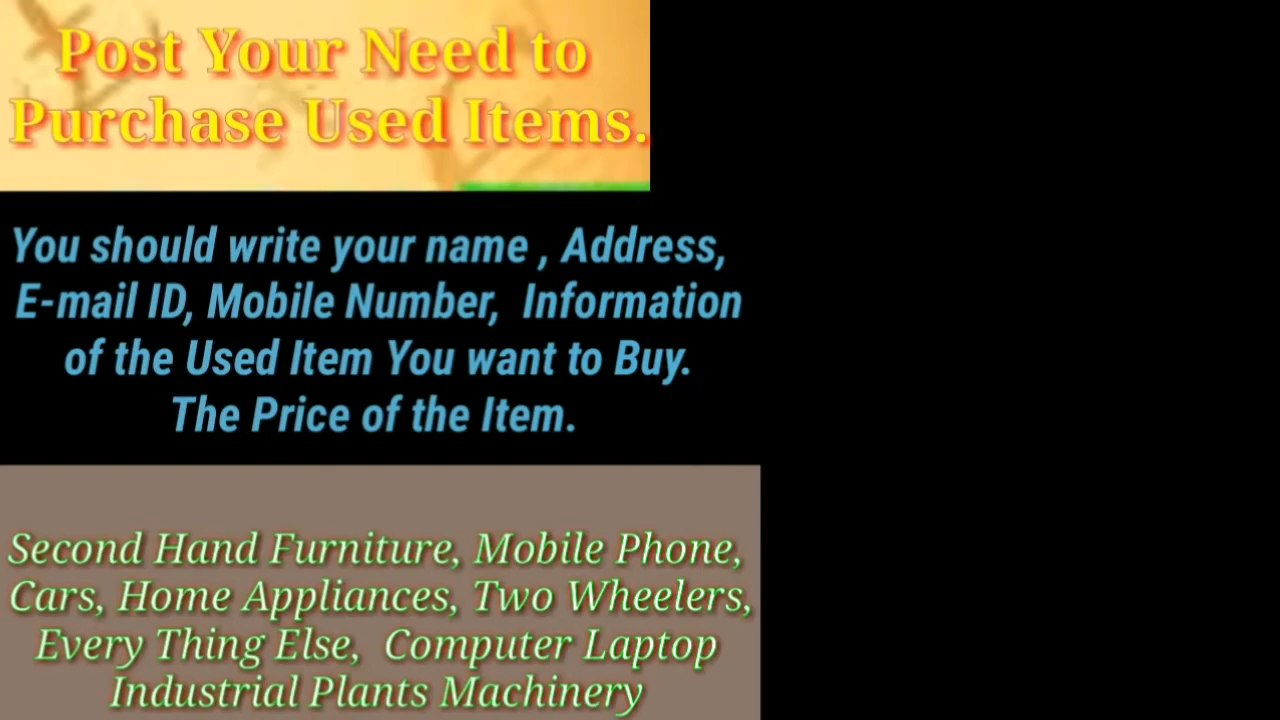 Post Your Need to
Purchase Used Items.
You should write your name , Address,
E-mail ID, Mobile Number, Information
of the Used Item You want to Buy.
The Price of the Item.
Second Hand Furniture, Mobile Phone,
Cars, Home Appliances, Two Wheelers,
Every Thing Else, Computer Laptop
Industrial Plants Machinery